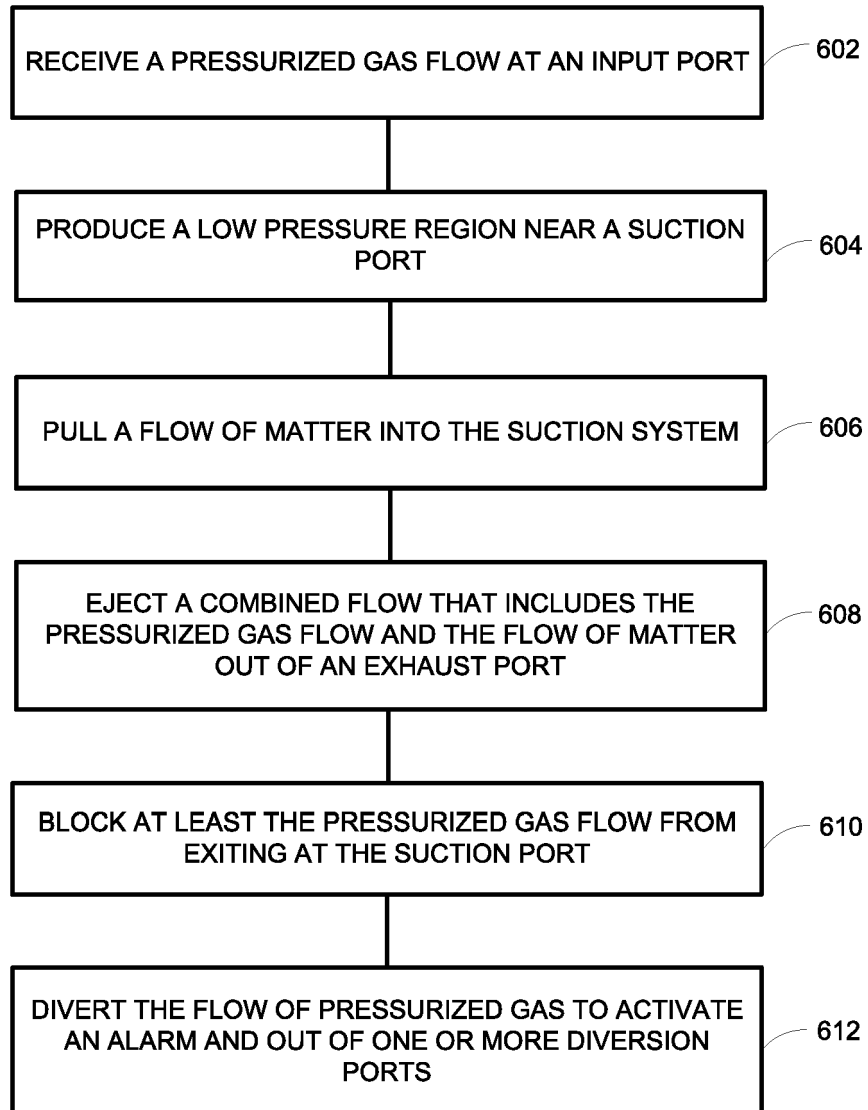 RECEIVE A PRESSURIZED GAS FLOW AT AN INPUT PORT
602
PRODUCE A LOW PRESSURE REGION NEAR A SUCTION
PORT
604
PULL A FLOW OF MATTER INTO THE SUCTION SYSTEM
606
EJECT A COMBINED FLOW THAT INCLUDES THE
PRESSURIZED GAS FLOW AND THE FLOW OF MATTER
OUT OF AN EXHAUST PORT
608
BLOCK AT LEAST THE PRESSURIZED GAS FLOW FROM
EXITING AT THE SUCTION PORT
610
DIVERT THE FLOW OF PRESSURIZED GAS TO ACTIVATE
AN ALARM AND OUT OF ONE OR MORE DIVERSION
PORTS
612